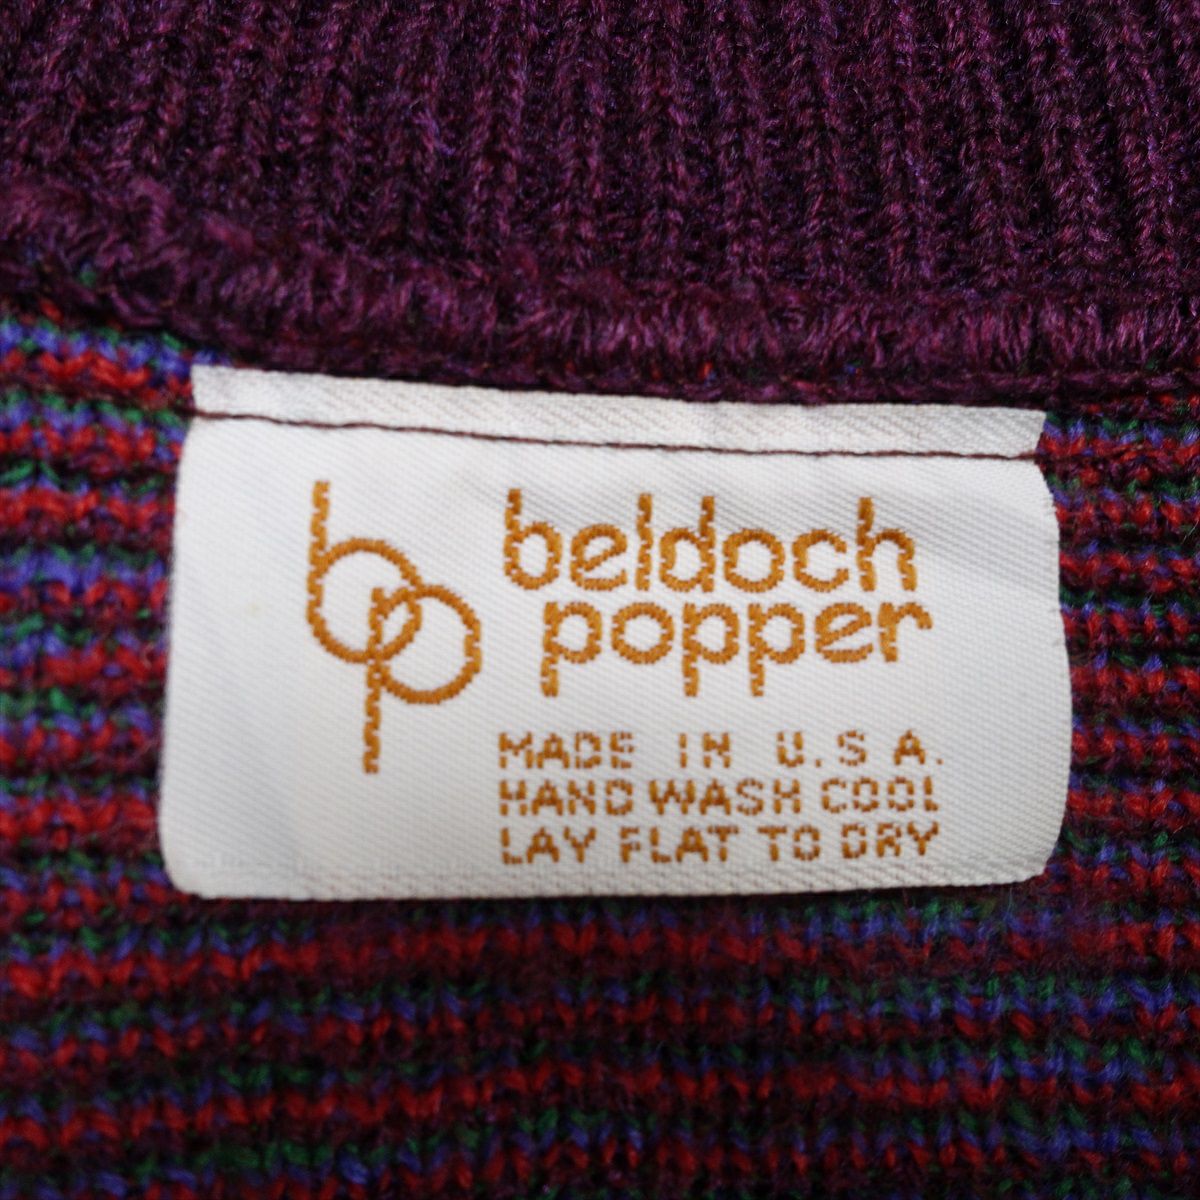 bp
beldoch
popper
MADE IN U.S.A.
HAND WASH COOL
LAY FLAT TO DRY